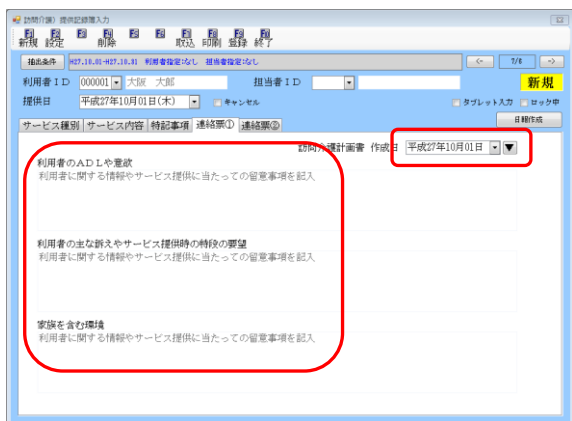 訪問介護) 提供記録簿入力
F1 F2 F4 F5 F6 F7 F8 F9 F0
新規 設定 削除 取込 印刷 登録 終了
抽出条件 H27.10.01-H27.10.31 利用者指定:なし 担当者指定:なし <- 7/8 ->
利用者ID 000001 大阪 太郎 担当者ID 新規
提供日 平成27年10月01日(木) キャンセル タブレット入力 ロック中
サービス種別 サービス内容 特記事項 連絡票① 連絡票② 日報作成
訪問介護計画書 作成日 平成27年10月01日 ▼
利用者のADLや意欲
利用者に関する情報やサービス提供に当たっての留意事項を記入
利用者の主な訴えやサービス提供時の特段の要望
利用者に関する情報やサービス提供に当たっての留意事項を記入
家族を含む環境
利用者に関する情報やサービス提供に当たっての留意事項を記入